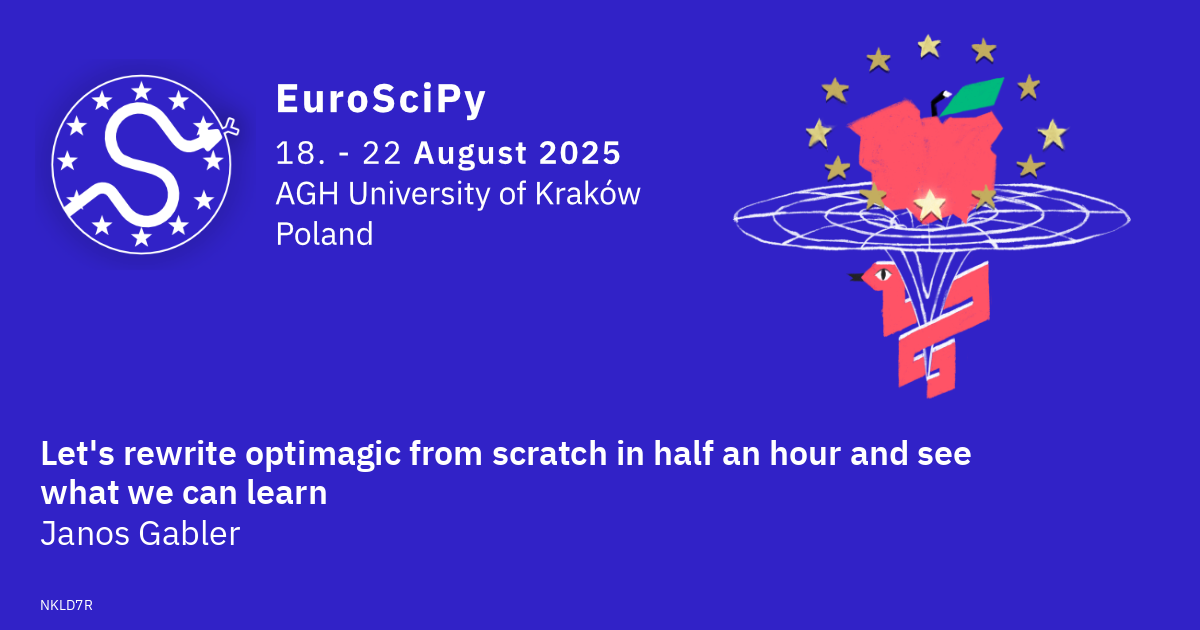 EuroSciPy
18. - 22 August 2025
AGH University of Kraków
Poland
Let's rewrite optimagic from scratch in half an hour and see
what we can learn
Janos Gabler
NKLD7R